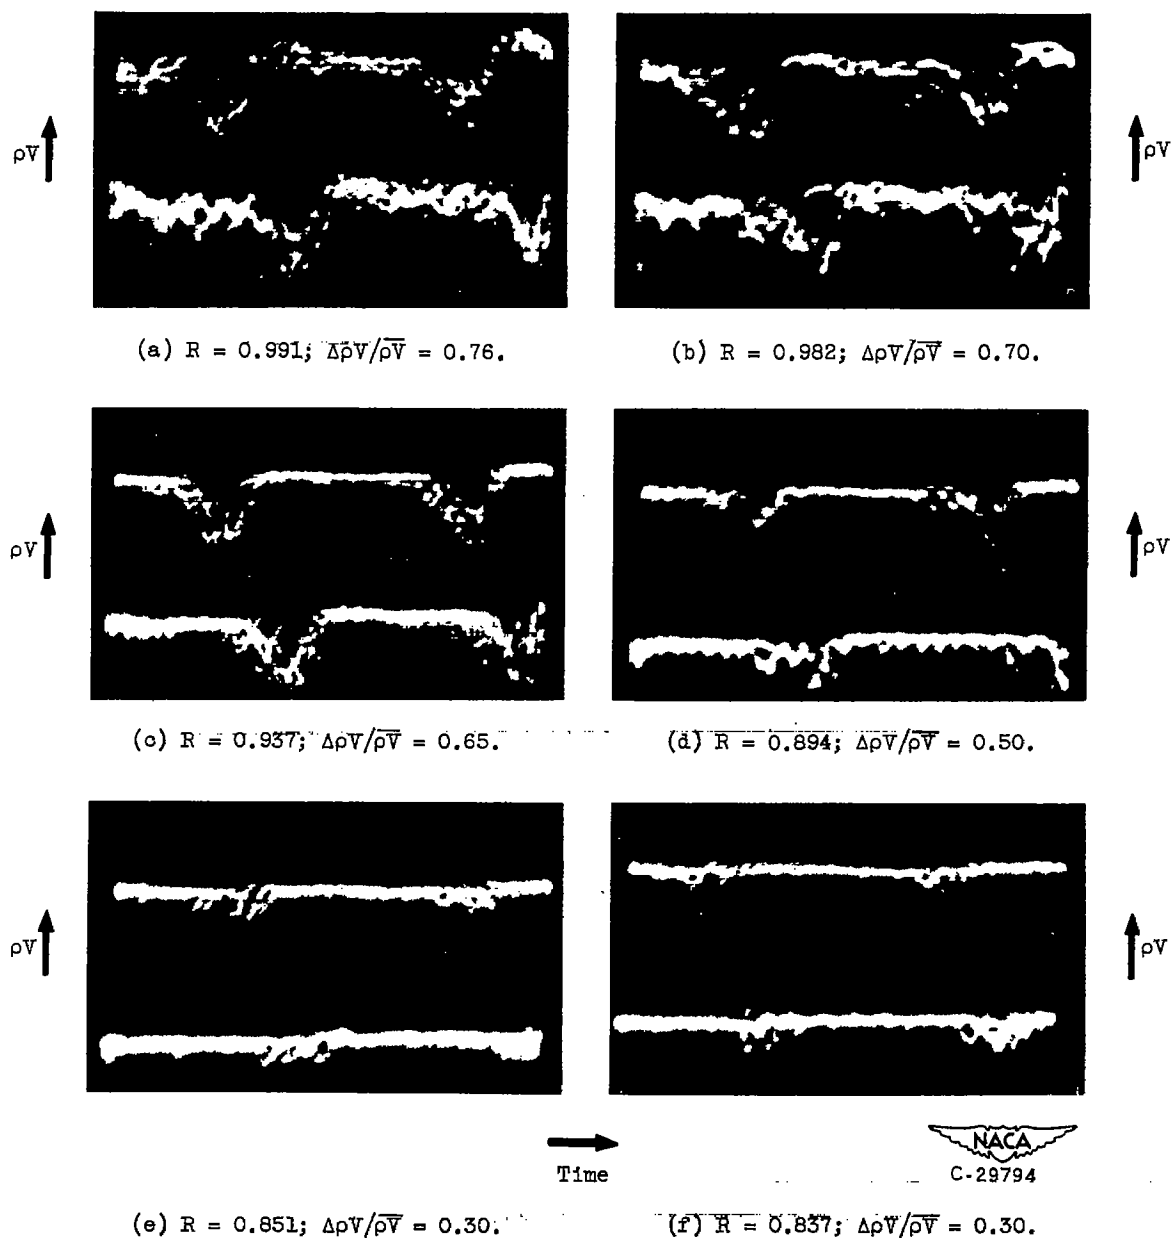 ρV
ρV
(a) R = 0.991; ΔρV/ρV̅ = 0.76.
(b) R = 0.982; ΔρV/ρV̅ = 0.70.
ρV
ρV
(c) R = 0.937; ΔρV/ρV̅ = 0.65.
(d) R = 0.894; ΔρV/ρV̅ = 0.50.
ρV
ρV
Time
NACA
C-29794
(e) R = 0.851; ΔρV/ρV̅ = 0.30.
(f) R = 0.837; ΔρV/ρV̅ = 0.30.